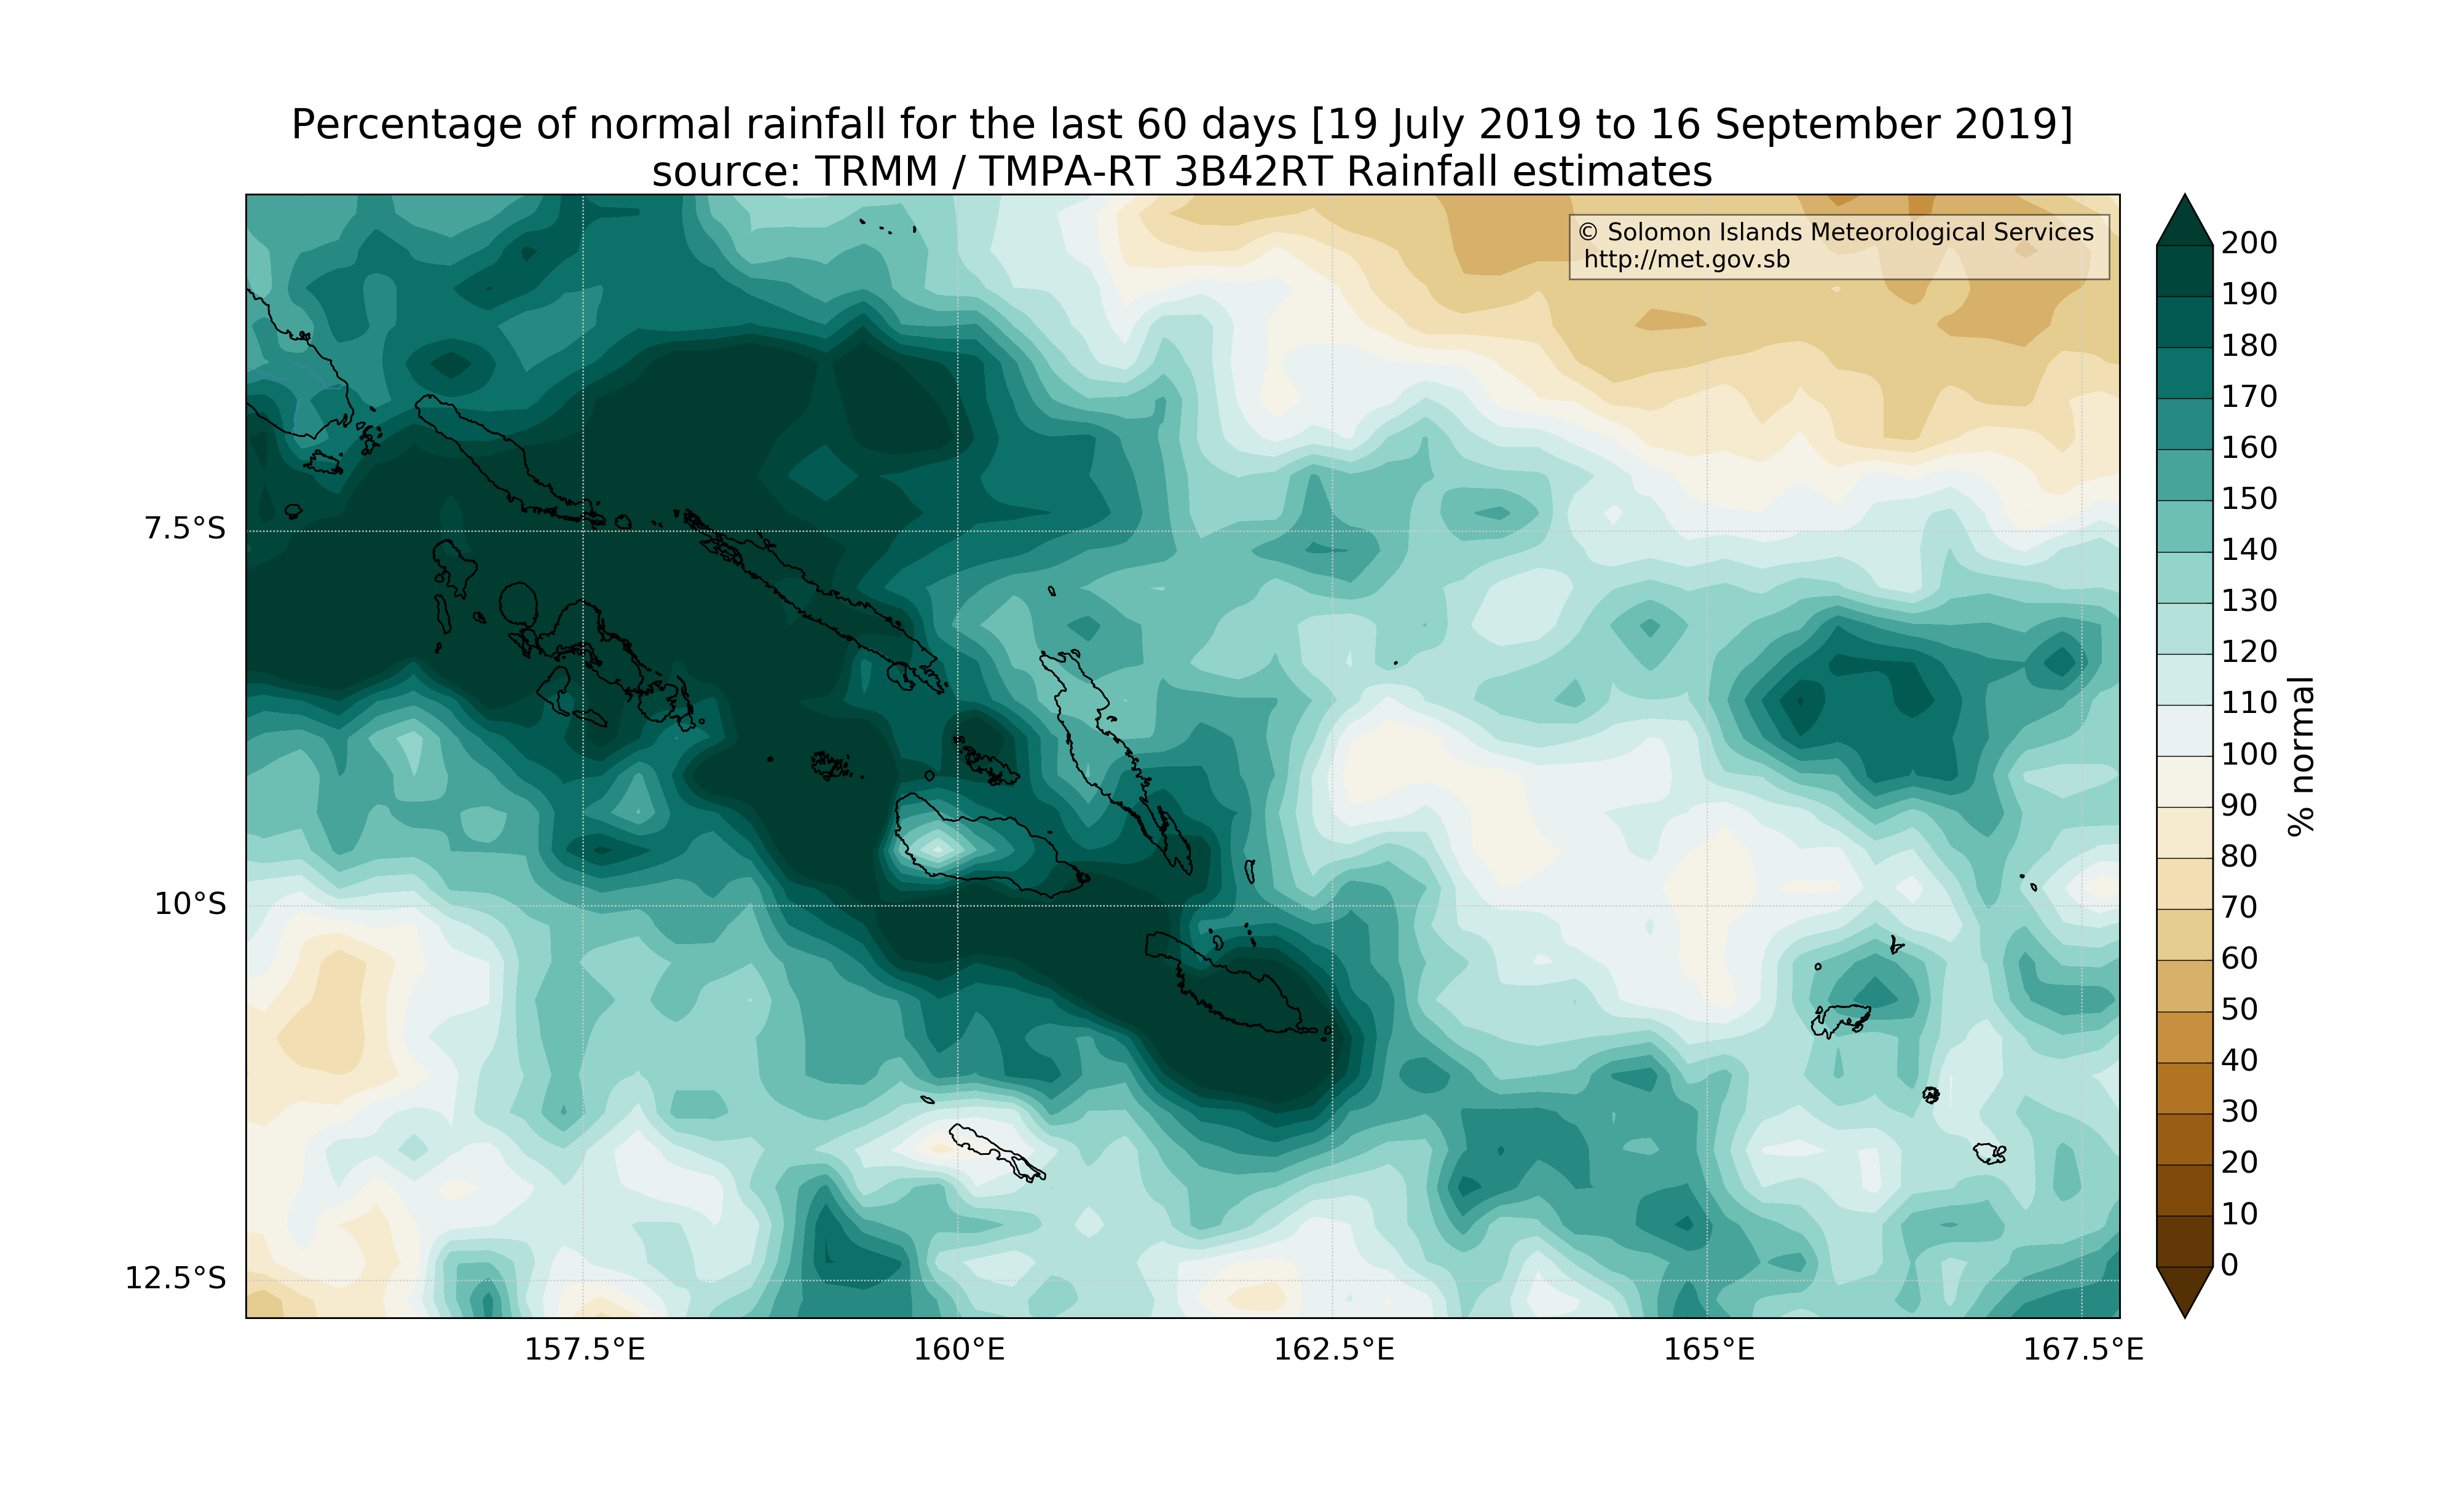 Percentage of normal rainfall for the last 60 days [19 July 2019 to 16 September 2019]
source: TRMM / TMPA-RT 3B42RT Rainfall estimates
© Solomon Islands Meteorological Services
http://met.gov.sb
7.5°S
10°S
12.5°S
157.5°E
160°E
162.5°E
165°E
167.5°E
200
190
180
170
160
150
140
130
120
110
100
90
80
70
60
50
40
30
20
10
0
% normal